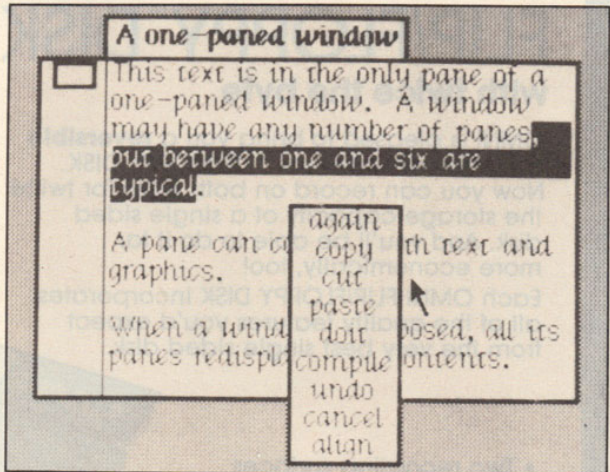 A one-paned window
This text is in the only pane of a
one-paned window. A window
may have any number of panes,
but between one and six are
typical.
A pane can co th text and
graphics.
When a wind posed, all its
panes redispla ontents.
again
copy
cut
paste
doit
compile
undo
cancel
align